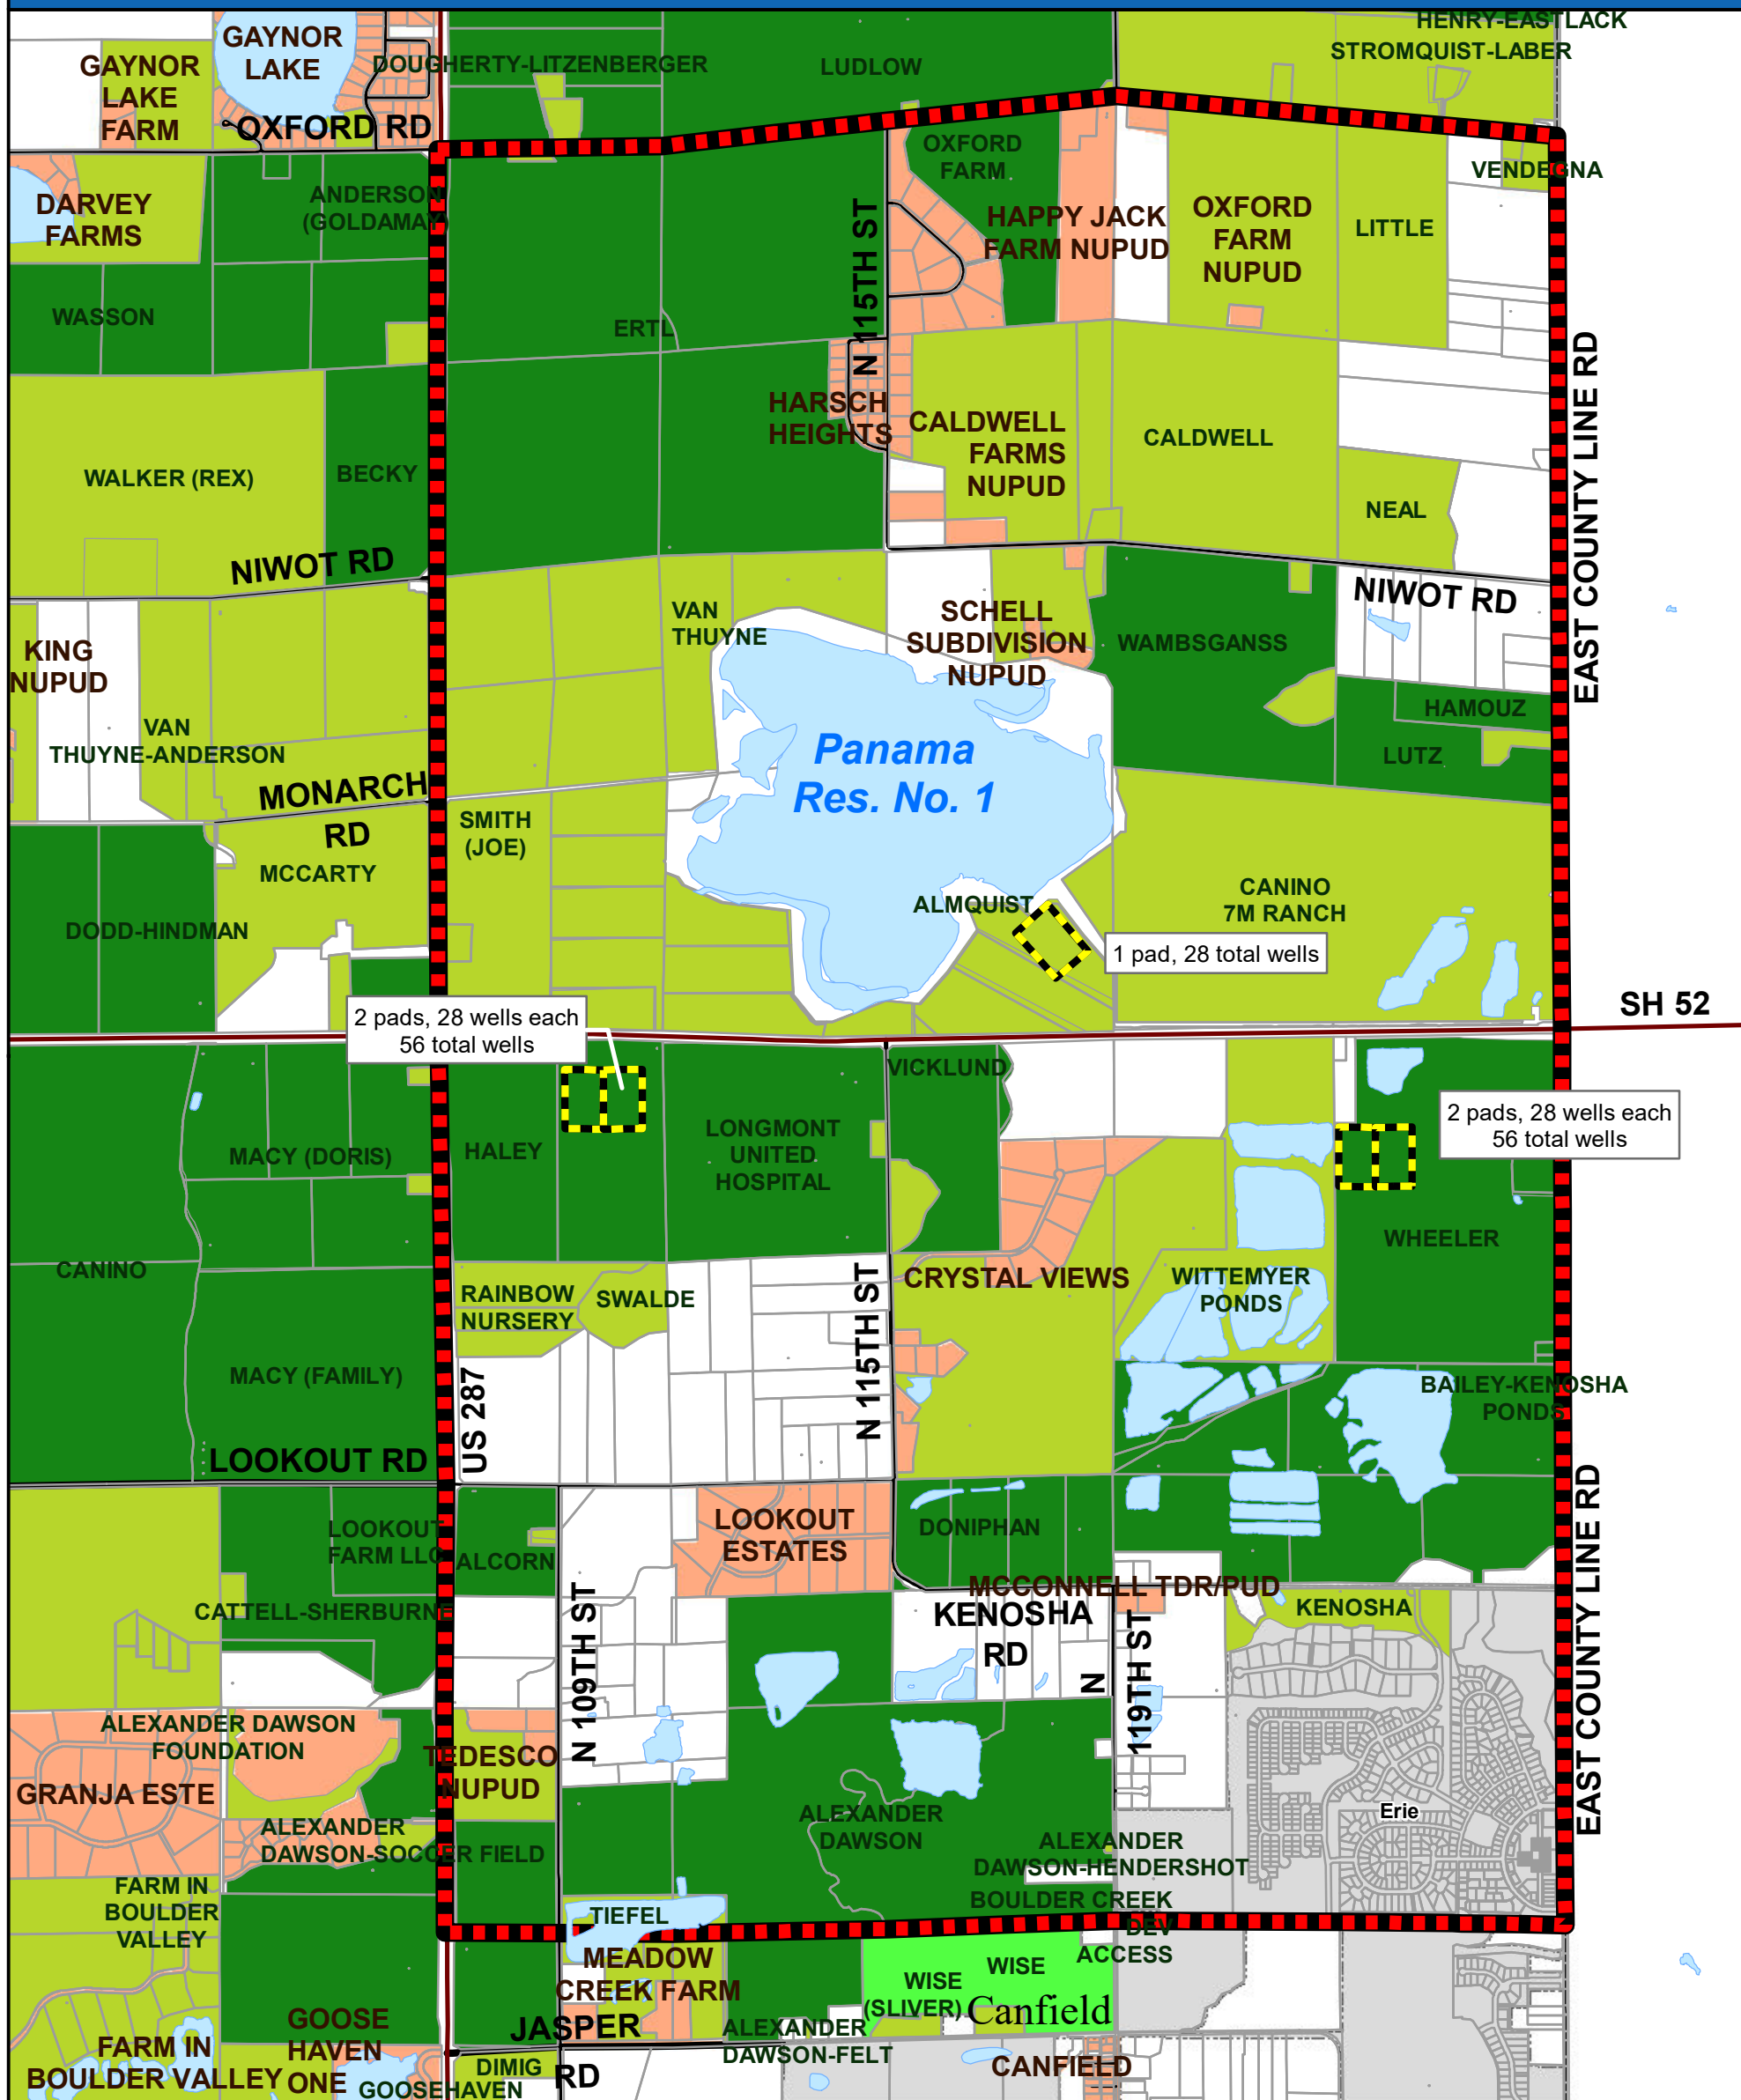 HENRY-EASTLACK
STROMQUIST-LABER
GAYNOR
LAKE
GAYNOR
LAKE
FARM
DOUGHERTY-LITZENBERGER
LUDLOW
OXFORD RD
OXFORD
FARM
VENDEGNA
DARVEY
FARMS
ANDERSON
(GOLDAMAY)
N 115TH ST
HAPPY JACK
FARM NUPUD
OXFORD
FARM
NUPUD
LITTLE
WASSON
ERTL
EAST COUNTY LINE RD
HARSCH
HEIGHTS
CALDWELL
FARMS
NUPUD
CALDWELL
WALKER (REX)
BECKY
NEAL
NIWOT RD
NIWOT RD
VAN
THUYNE
SCHELL
SUBDIVISION
NUPUD
WAMBSGANSS
KING
NUPUD
HAMOUZ
VAN
THUYNE-ANDERSON
LUTZ
Panama
Res. No. 1
MONARCH
RD
SMITH
(JOE)
MCCARTY
CANINO
7M RANCH
ALMQUIST
DODD-HINDMAN
1 pad, 28 total wells
SH 52
2 pads, 28 wells each
56 total wells
VICKLUND
2 pads, 28 wells each
56 total wells
MACY (DORIS)
HALEY
LONGMONT
UNITED
HOSPITAL
WHEELER
CANINO
RAINBOW
NURSERY
SWALDE
CRYSTAL VIEWS
WITTEMYER
PONDS
N 115TH ST
MACY (FAMILY)
US 287
BAILEY-KENOSHA
PONDS
LOOKOUT RD
LOOKOUT
FARM LLC
ALCORN
LOOKOUT
ESTATES
DONIPHAN
EAST COUNTY LINE RD
MCCONNELL TDR/PUD
CATTELL-SHERBURNE
N 109TH ST
KENOSHA
RD
KENOSHA
N
119TH ST
ALEXANDER DAWSON
FOUNDATION
TEDESCO
NUPUD
GRANJA ESTE
ALEXANDER
DAWSON
Erie
ALEXANDER
DAWSON-SOCCER FIELD
ALEXANDER
DAWSON-HENDERSHOT
FARM IN
BOULDER
VALLEY
TIEFEL
BOULDER CREEK
DEV
ACCESS
MEADOW
CREEK FARM
WISE
WISE
(SLIVER)
Canfield
GOOSE
HAVEN
ONE
JASPER
RD
ALEXANDER
DAWSON-FELT
FARM IN
BOULDER VALLEY
DIMIG
GOOSEHAVEN
CANFIELD